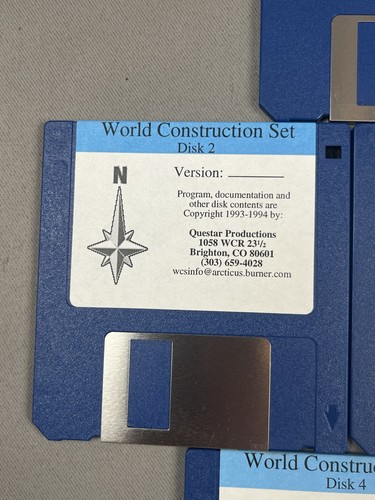 World Construction Set
Disk 2
N
Version:
Program, documentation and
other disk contents are
Copyright 1993-1994 by:
Questar Productions
1058 WCR 23½
Brighton, CO 80601
(303) 659-4028
wcsinfo@arcticus.burner.com
World Constru
Disk 4